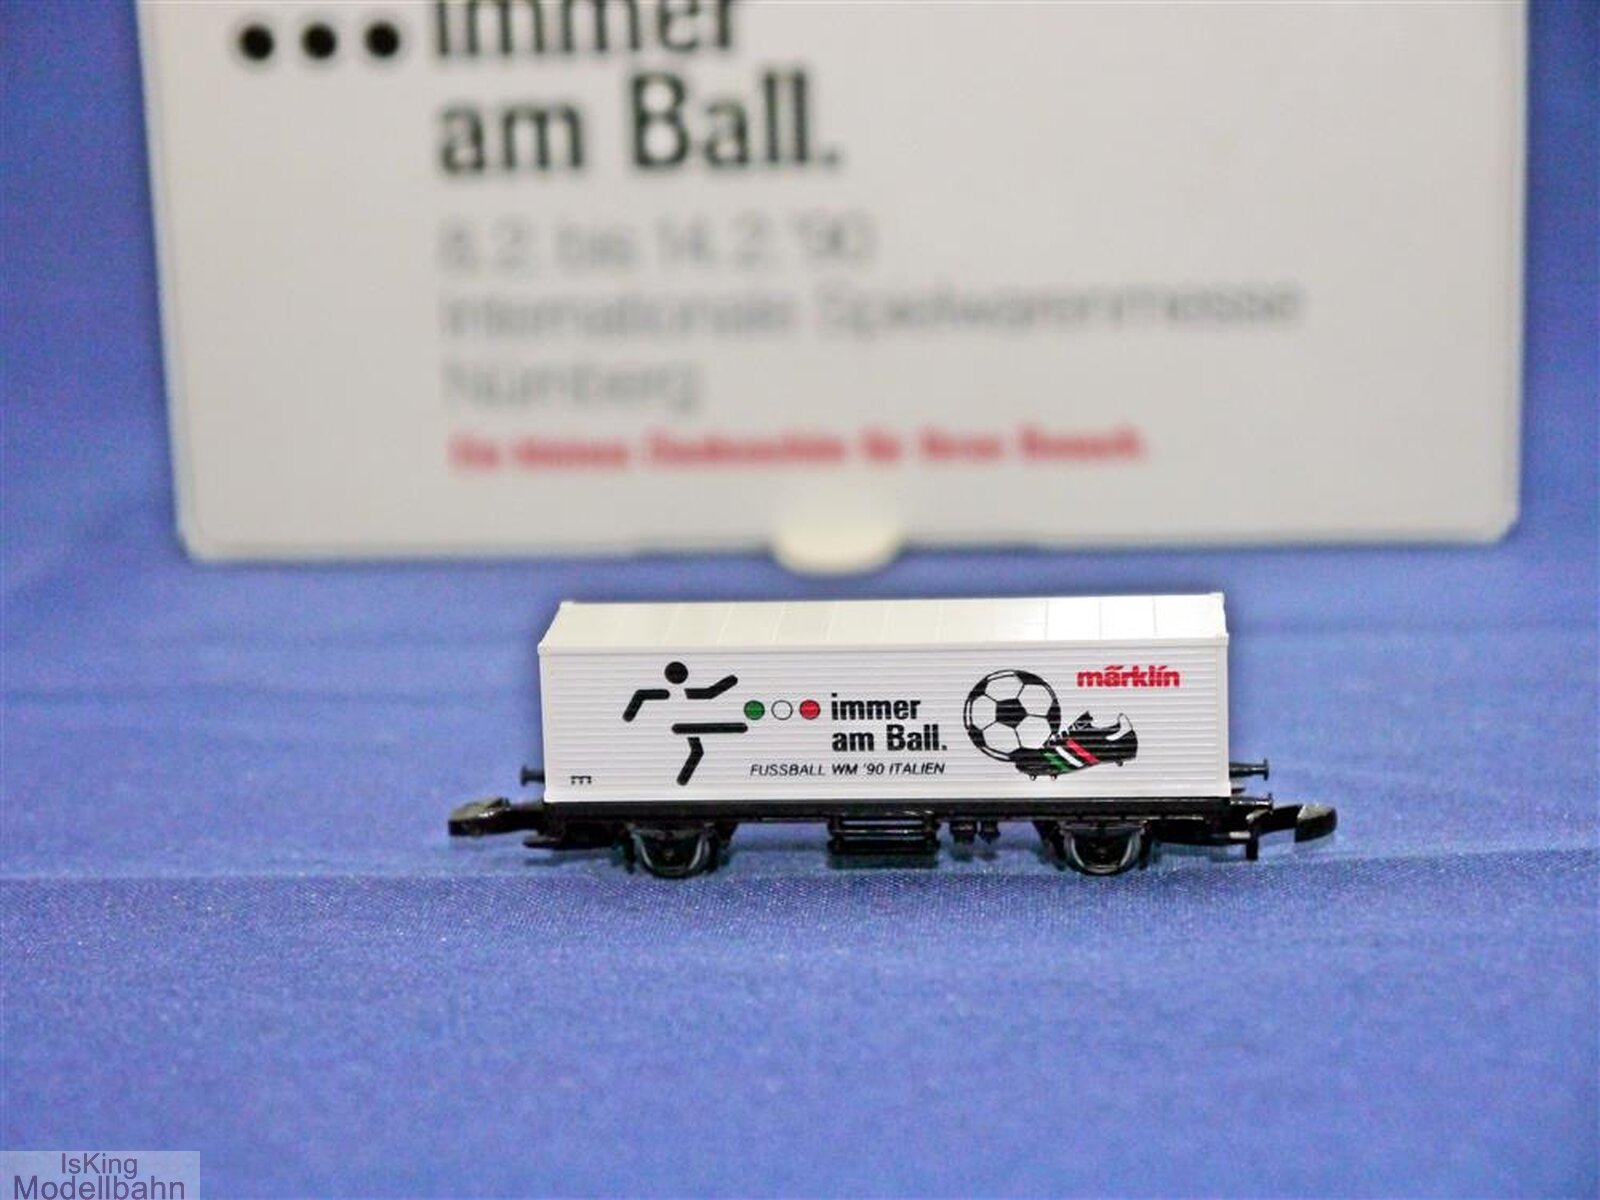 ••• immer
am Ball.
8.2. bis 14.2. '90
Internationale Spielwarenmesse
Nürnberg
märklin
immer
am Ball.
FUSSBALL WM '90 ITALIEN
IsKing
Modellbahn